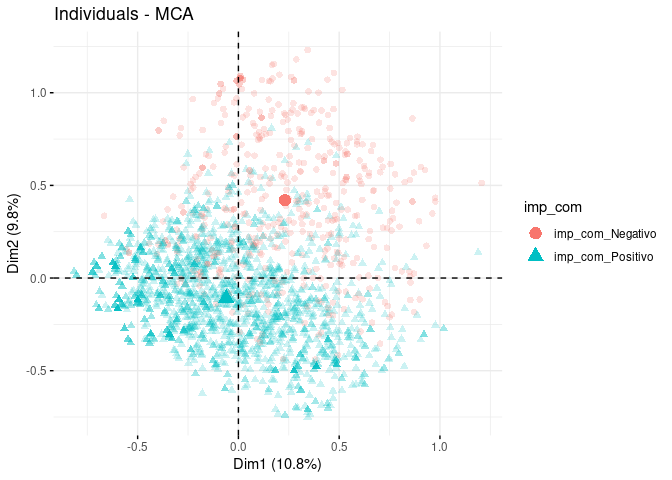 Individuals - MCA
1.0
0.5
0.0
-0.5
Dim2 (9.8%)
-0.5
0.0
0.5
1.0
Dim1 (10.8%)
imp_com
imp_com_Negativo
imp_com_Positivo